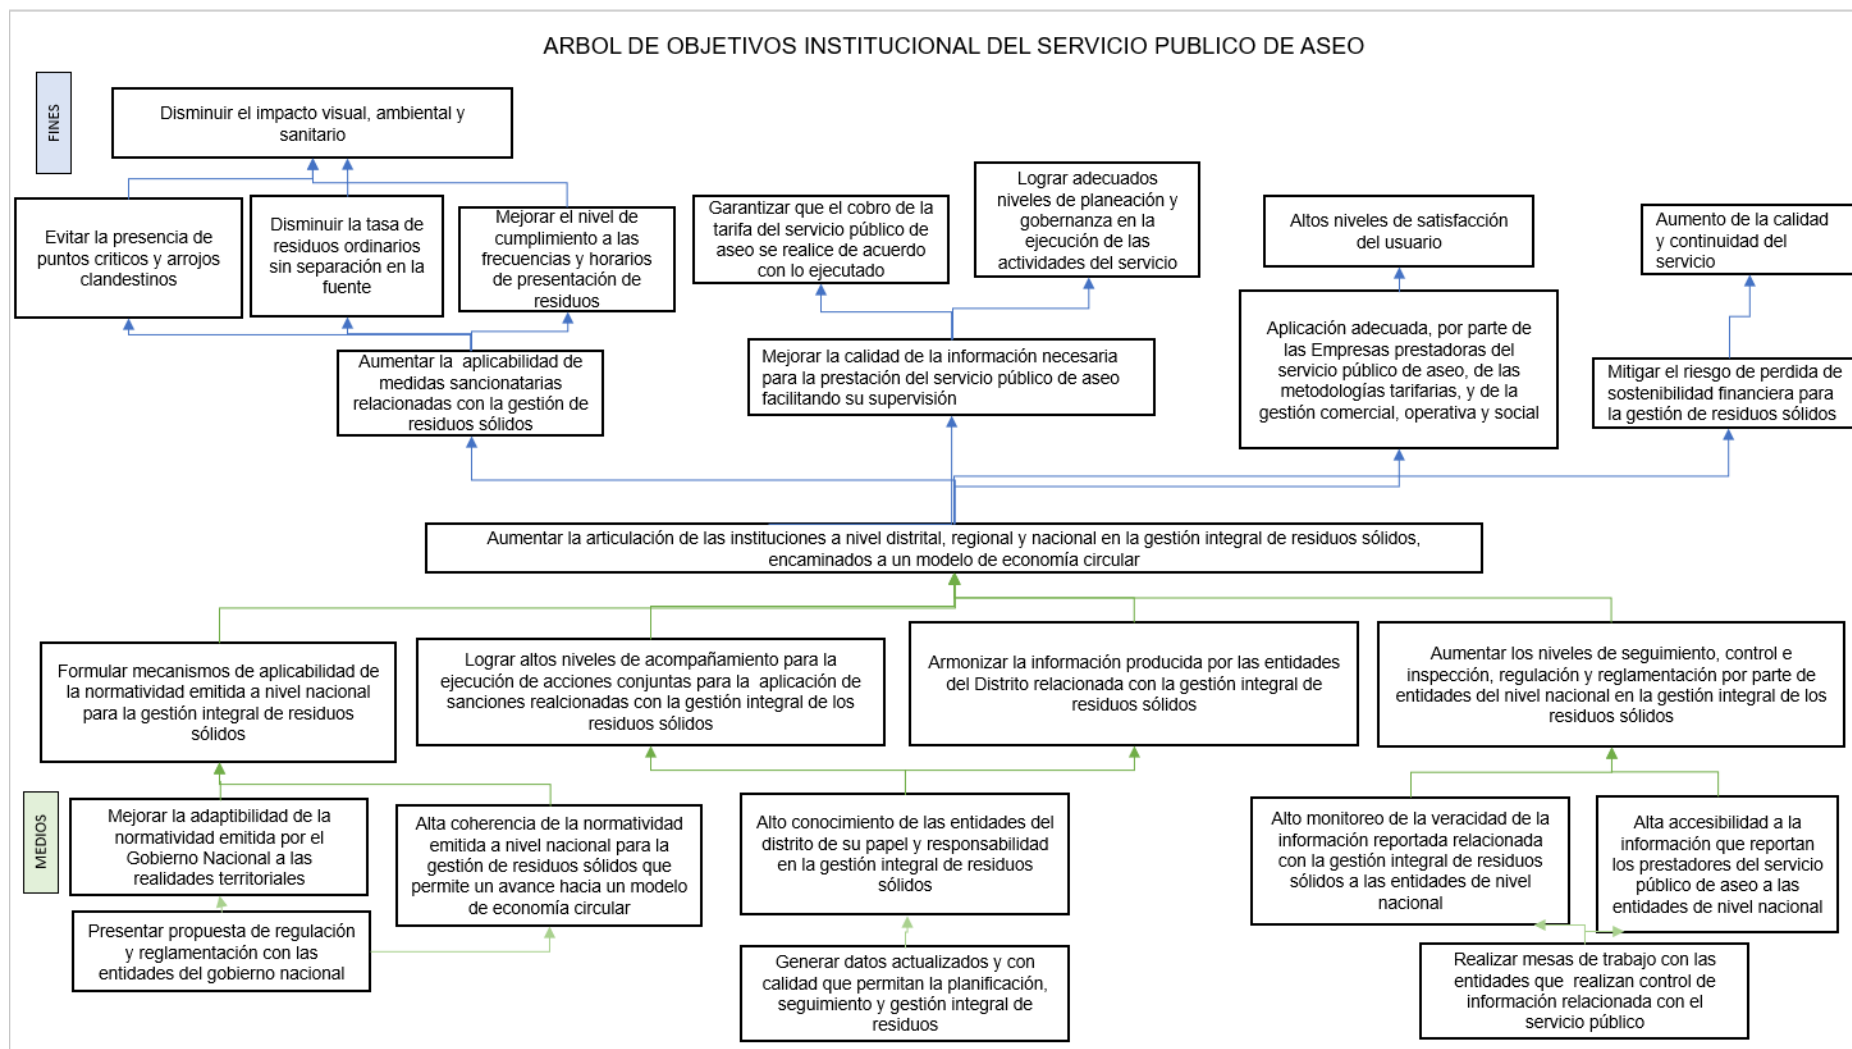 ARBOL DE OBJETIVOS INSTITUCIONAL DEL SERVICIO PUBLICO DE ASEO
FINES
Disminuir el impacto visual, ambiental y
sanitario
Evitar la presencia de
puntos criticos y arrojos
clandestinos
Disminuir la tasa de
residuos ordinarios
sin separación en la
fuente
Mejorar el nivel de
cumplimiento a las
frecuencias y horarios
de presentación de
residuos
Garantizar que el cobro de la
tarifa del servicio público de
aseo se realice de acuerdo
con lo ejecutado
Lograr adecuados
niveles de planeación y
gobernanza en la
ejecución de las
actividades del servicio
Altos niveles de satisfacción
del usuario
Aumento de la calidad
y continuidad del
servicio
Aumentar la aplicabilidad de
medidas sancionatarias
relacionadas con la gestión de
residuos sólidos
Mejorar la calidad de la información necesaria
para la prestación del servicio público de aseo
facilitando su supervisión
Aplicación adecuada, por parte de
las Empresas prestadoras del
servicio público de aseo, de las
metodologías tarifarias, y de la
gestión comercial, operativa y social
Mitigar el riesgo de perdida de
sostenibilidad financiera para
la gestión de residuos sólidos
Aumentar la articulación de las instituciones a nivel distrital, regional y nacional en la gestión integral de residuos sólidos,
encaminados a un modelo de economía circular
Formular mecanismos de aplicabilidad de
la normatividad emitida a nivel nacional
para la gestión integral de residuos
sólidos
Lograr altos niveles de acompañamiento para la
ejecución de acciones conjuntas para la aplicación de
sanciones realcionadas con la gestión integral de los
residuos sólidos
Armonizar la información producida por las entidades
del Distrito relacionada con la gestión integral de
residuos sólidos
Aumentar los niveles de seguimiento, control e
inspección, regulación y reglamentación por parte de
entidades del nivel nacional en la gestión integral de los
residuos sólidos
MEDIOS
Mejorar la adaptibilidad de la
normatividad emitida por el
Gobierno Nacional a las
realidades territoriales
Alta coherencia de la normatividad
emitida a nivel nacional para la
gestión de residuos sólidos que
permite un avance hacia un modelo
de economía circular
Alto conocimiento de las entidades del
distrito de su papel y responsabilidad
en la gestión integral de residuos
sólidos
Alto monitoreo de la veracidad de la
información reportada relacionada
con la gestión integral de residuos
sólidos a las entidades de nivel
nacional
Alta accesibilidad a la
información que reportan
los prestadores del servicio
público de aseo a las
entidades de nivel nacional
Presentar propuesta de regulación
y reglamentación con las
entidades del gobierno nacional
Generar datos actualizados y con
calidad que permitan la planificación,
seguimiento y gestión integral de
residuos
Realizar mesas de trabajo con las
entidades que realizan control de
información relacionada con el
servicio público